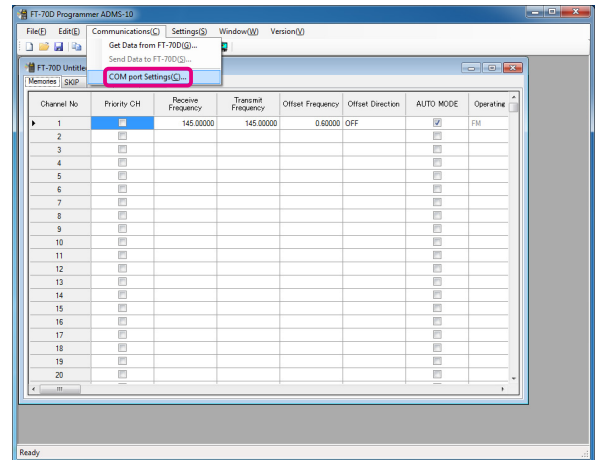 FT-70D Programmer ADMS-10
File(F) Edit(E) Communications(C) Settings(S) Window(W) Version(V)
Get Data from FT-70D(G)...
Send Data to FT-70D(S)...
COM port Settings(C)...
FT-70D Untitle
Memories SKIP
Channel No Priority CH Receive Frequency Transmit Frequency Offset Frequency Offset Direction AUTO MODE Operating
1 145.00000 145.00000 0.60000 OFF FM
2
3
4
5
6
7
8
9
10
11
12
13
14
15
16
17
18
19
20
Ready